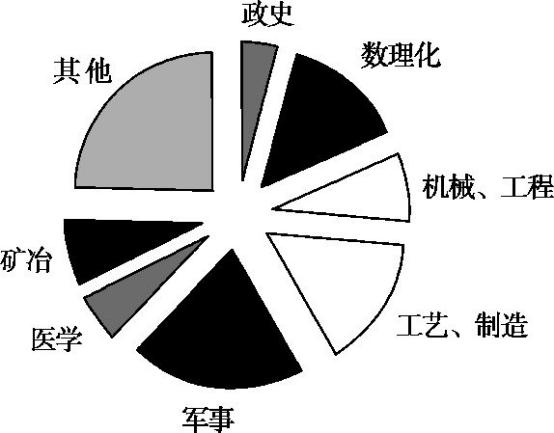 政史
数理化
机械、工程
工艺、制造
军事
医学
矿冶
其他